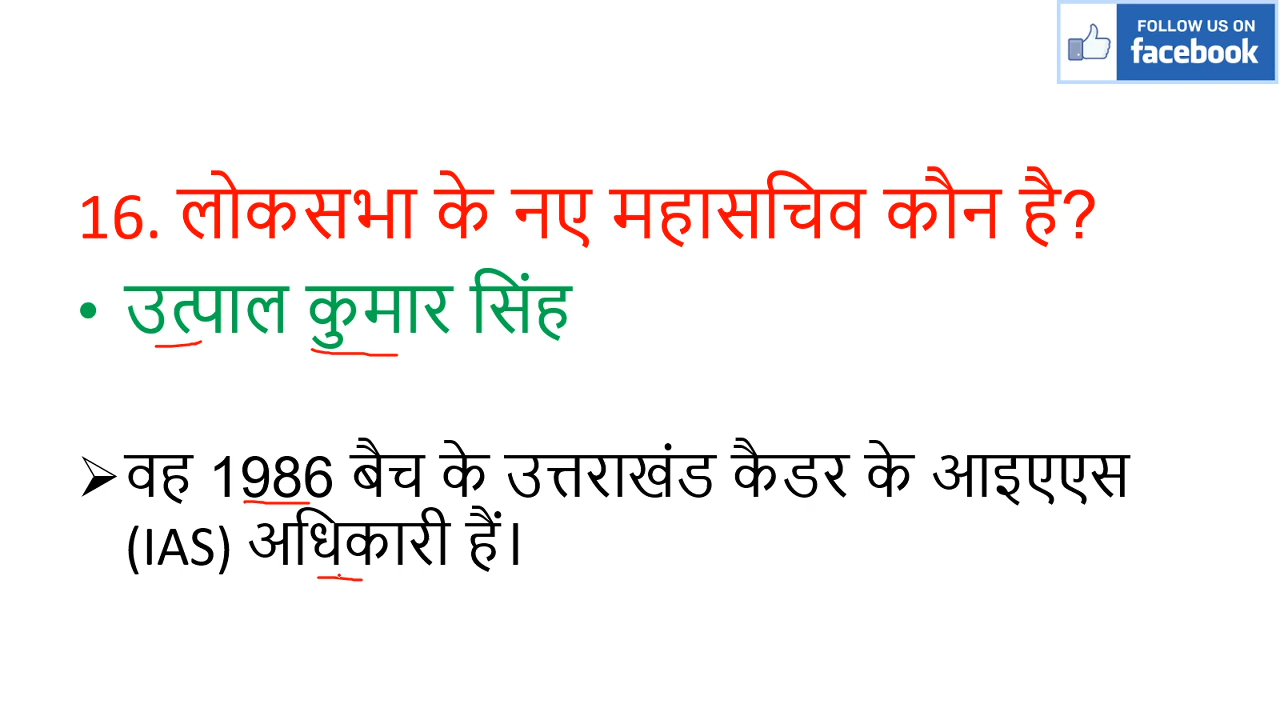 FOLLOW US ON
facebook
16. लोकसभा के नए महासचिव कौन है?
• उत्पाल कुमार सिंह
➢ वह 1986 बैच के उत्तराखंड कैडर के आइएएस
(IAS) अधिकारी हैं।